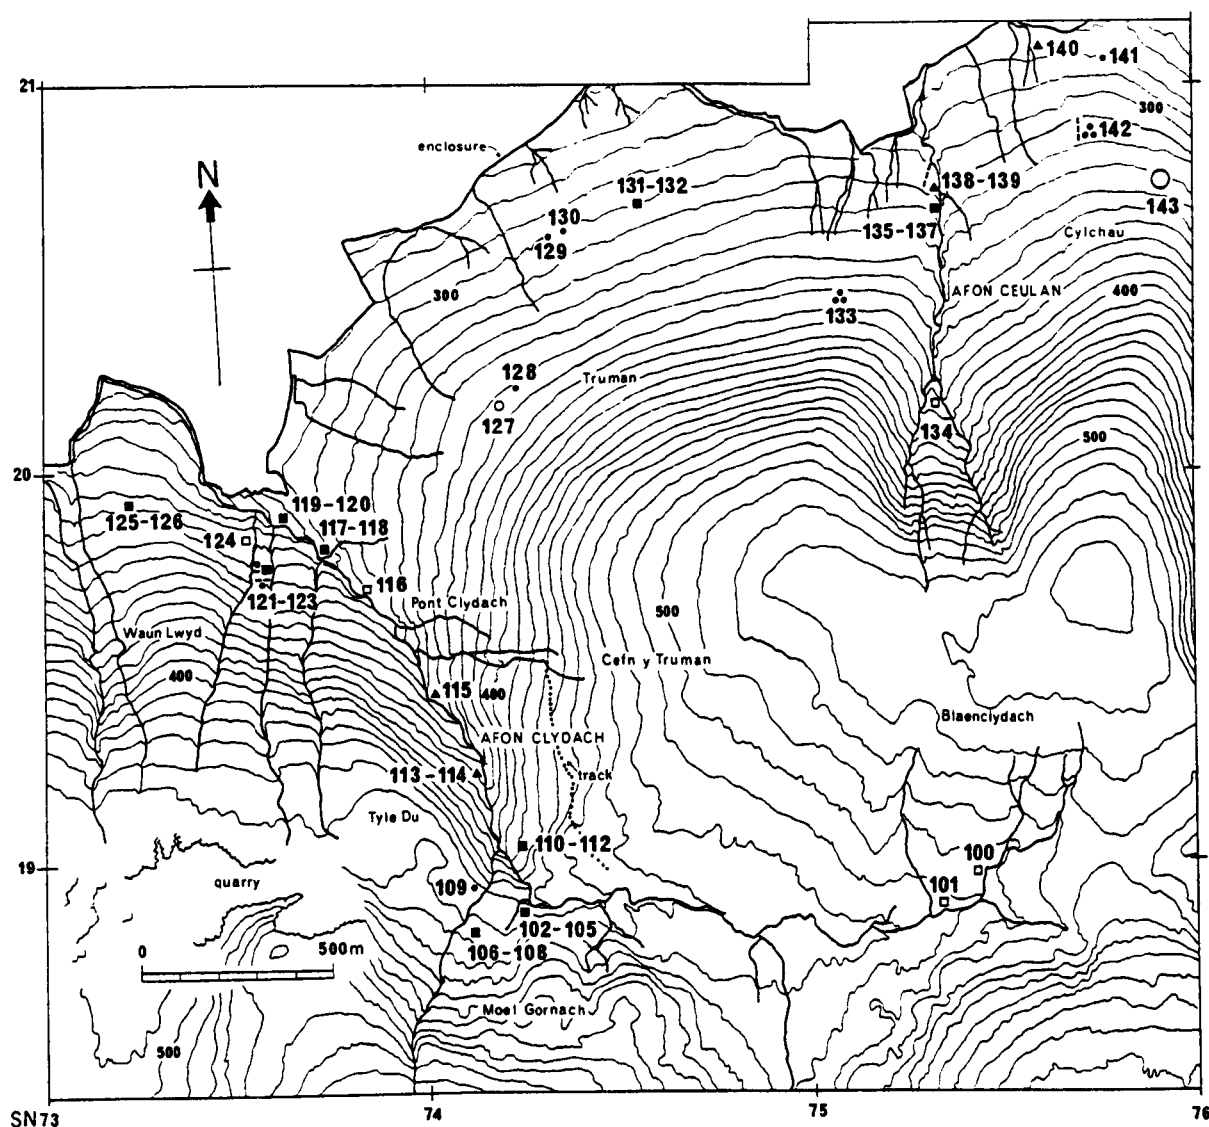 140
141
21
300
142
enclosure
N
131-132
138-139
143
130
135-137
129
Cylchau
300
AFON CEULAN
400
133
128
Truman
127
134
500
20
119-120
125-126
117-118
124
116
121-123
Pont Clydach
500
Waun Lwyd
Cefn y Truman
400
115
400
Blaenclydach
AFON CLYDACH
113-114
track
Tyle Du
110-112
100
19
quarry
109
101
102-105
0
500m
106-108
Moel Gornach
500
SN73
74
75
76